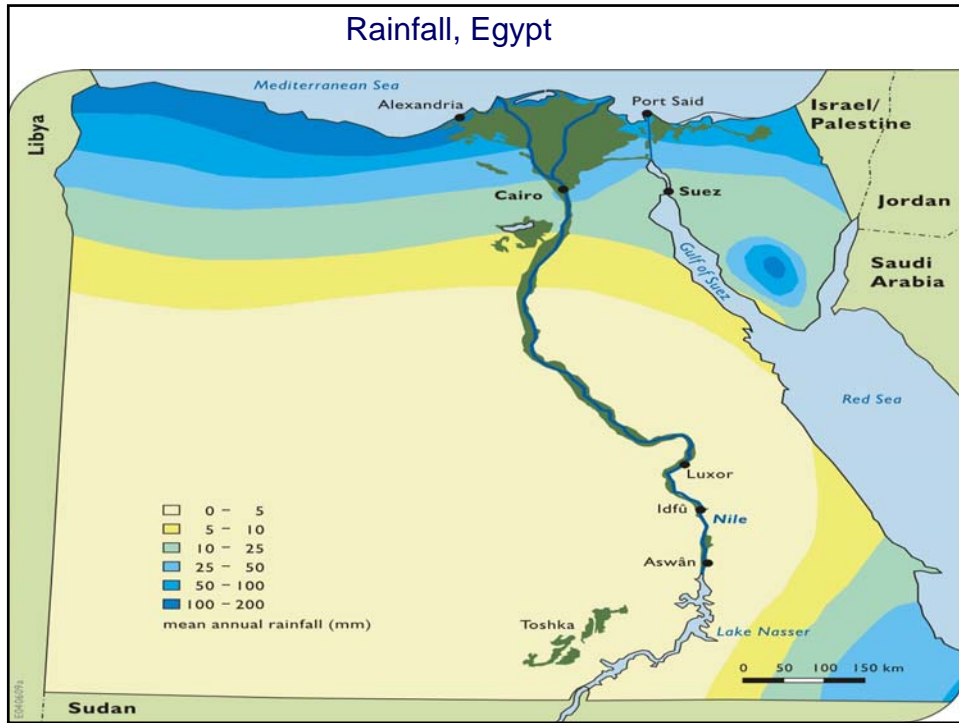 Rainfall, Egypt
Mediterranean Sea
Alexandria
Port Said
Israel/
Palestine
Libya
Cairo
Suez
Jordan
Gulf of Suez
Saudi
Arabia
Red Sea
Luxor
Idfû
Nile
Aswân
0 – 5
5 – 10
10 – 25
25 – 50
50 – 100
100 – 200
mean annual rainfall (mm)
Toshka
Lake Nasser
0 50 100 150 km
E040609a
Sudan